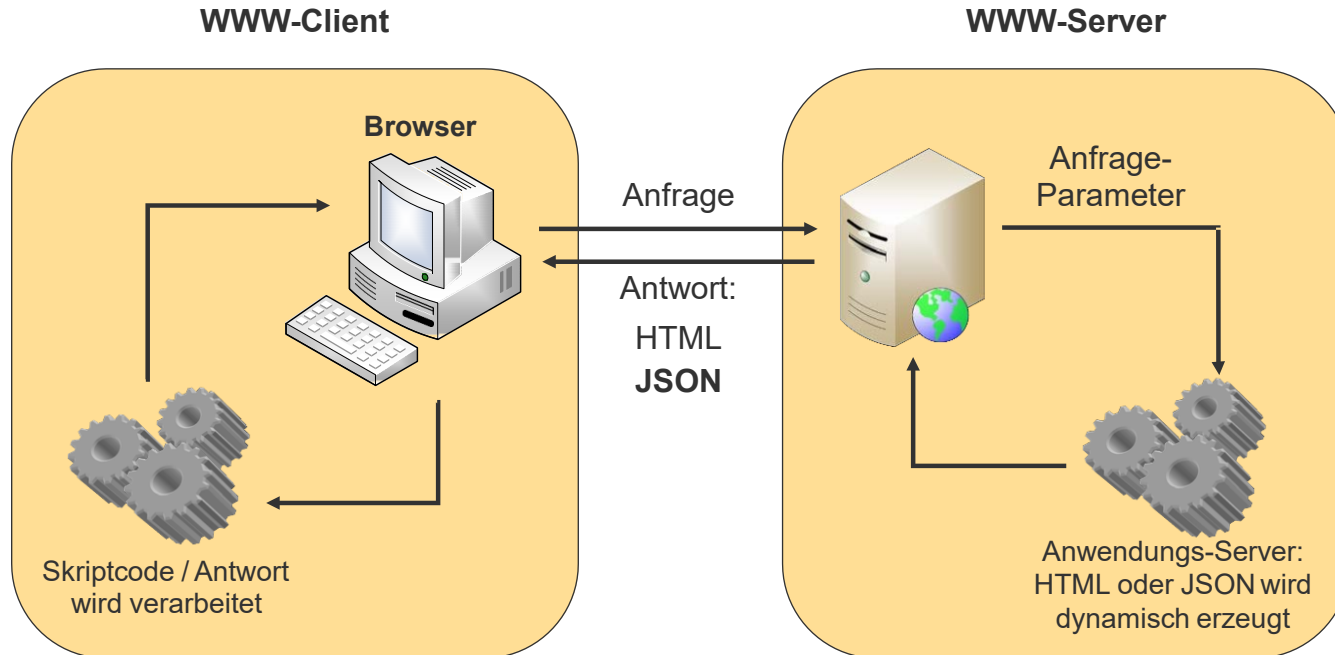 WWW-Client
WWW-Server
Browser
Anfrage
Antwort:
HTML
JSON
Anfrage-
Parameter
Skriptcode / Antwort
wird verarbeitet
Anwendungs-Server:
HTML oder JSON wird
dynamisch erzeugt